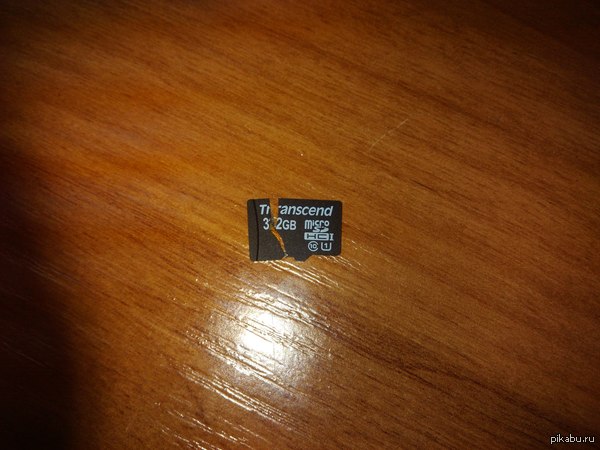 Transcend
32GB micro SD HC I
10 U1
pikabu.ru